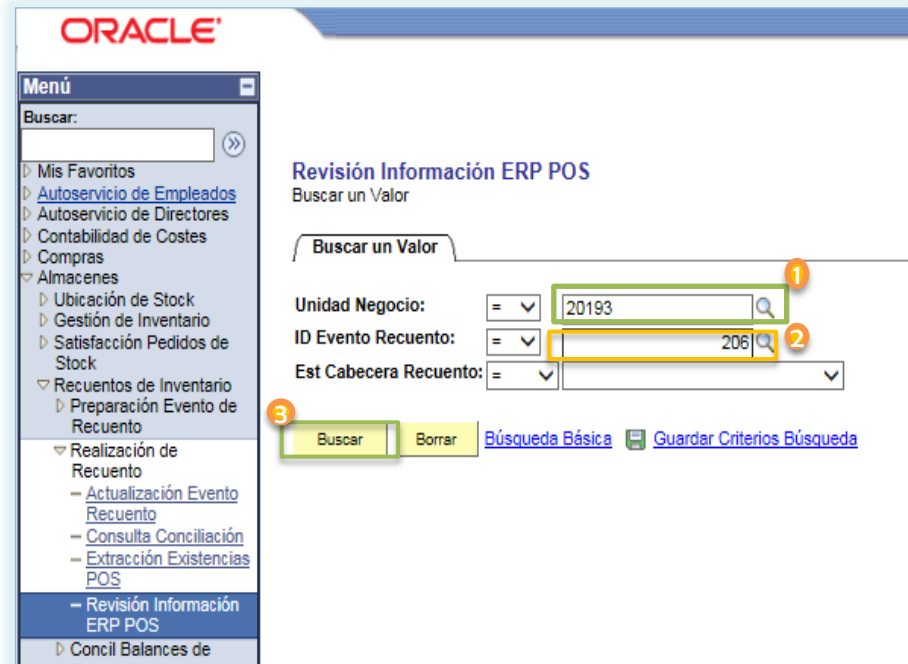 ORACLE'
Menú
Buscar:
Mis Favoritos
Autoservicio de Empleados
Autoservicio de Directores
Contabilidad de Costes
Compras
Almacenes
Ubicación de Stock
Gestión de Inventario
Satisfacción Pedidos de
Stock
Recuentos de Inventario
Preparación Evento de
Recuento
Realización de
Recuento
Actualización Evento
Recuento
Consulta Conciliación
Extracción Existencias
POS
Revisión Información
ERP POS
Concil Balances de
Revisión Información ERP POS
Buscar un Valor
Buscar un Valor
1
Unidad Negocio: = 20193
ID Evento Recuento: = 206 2
Est Cabecera Recuento: =
3
Buscar Borrar Búsqueda Básica Guardar Criterios Búsqueda